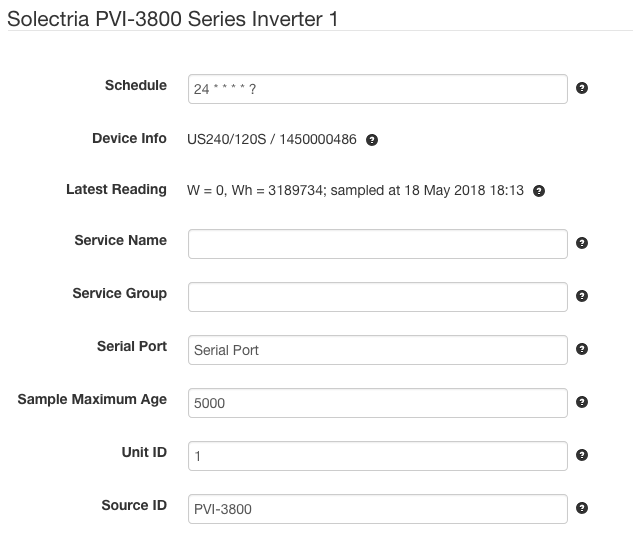 Solectria PVI-3800 Series Inverter 1
Schedule 24 * * * * ?
Device Info US240/120S / 1450000486
Latest Reading W = 0, Wh = 3189734; sampled at 18 May 2018 18:13
Service Name
Service Group
Serial Port Serial Port
Sample Maximum Age 5000
Unit ID 1
Source ID PVI-3800